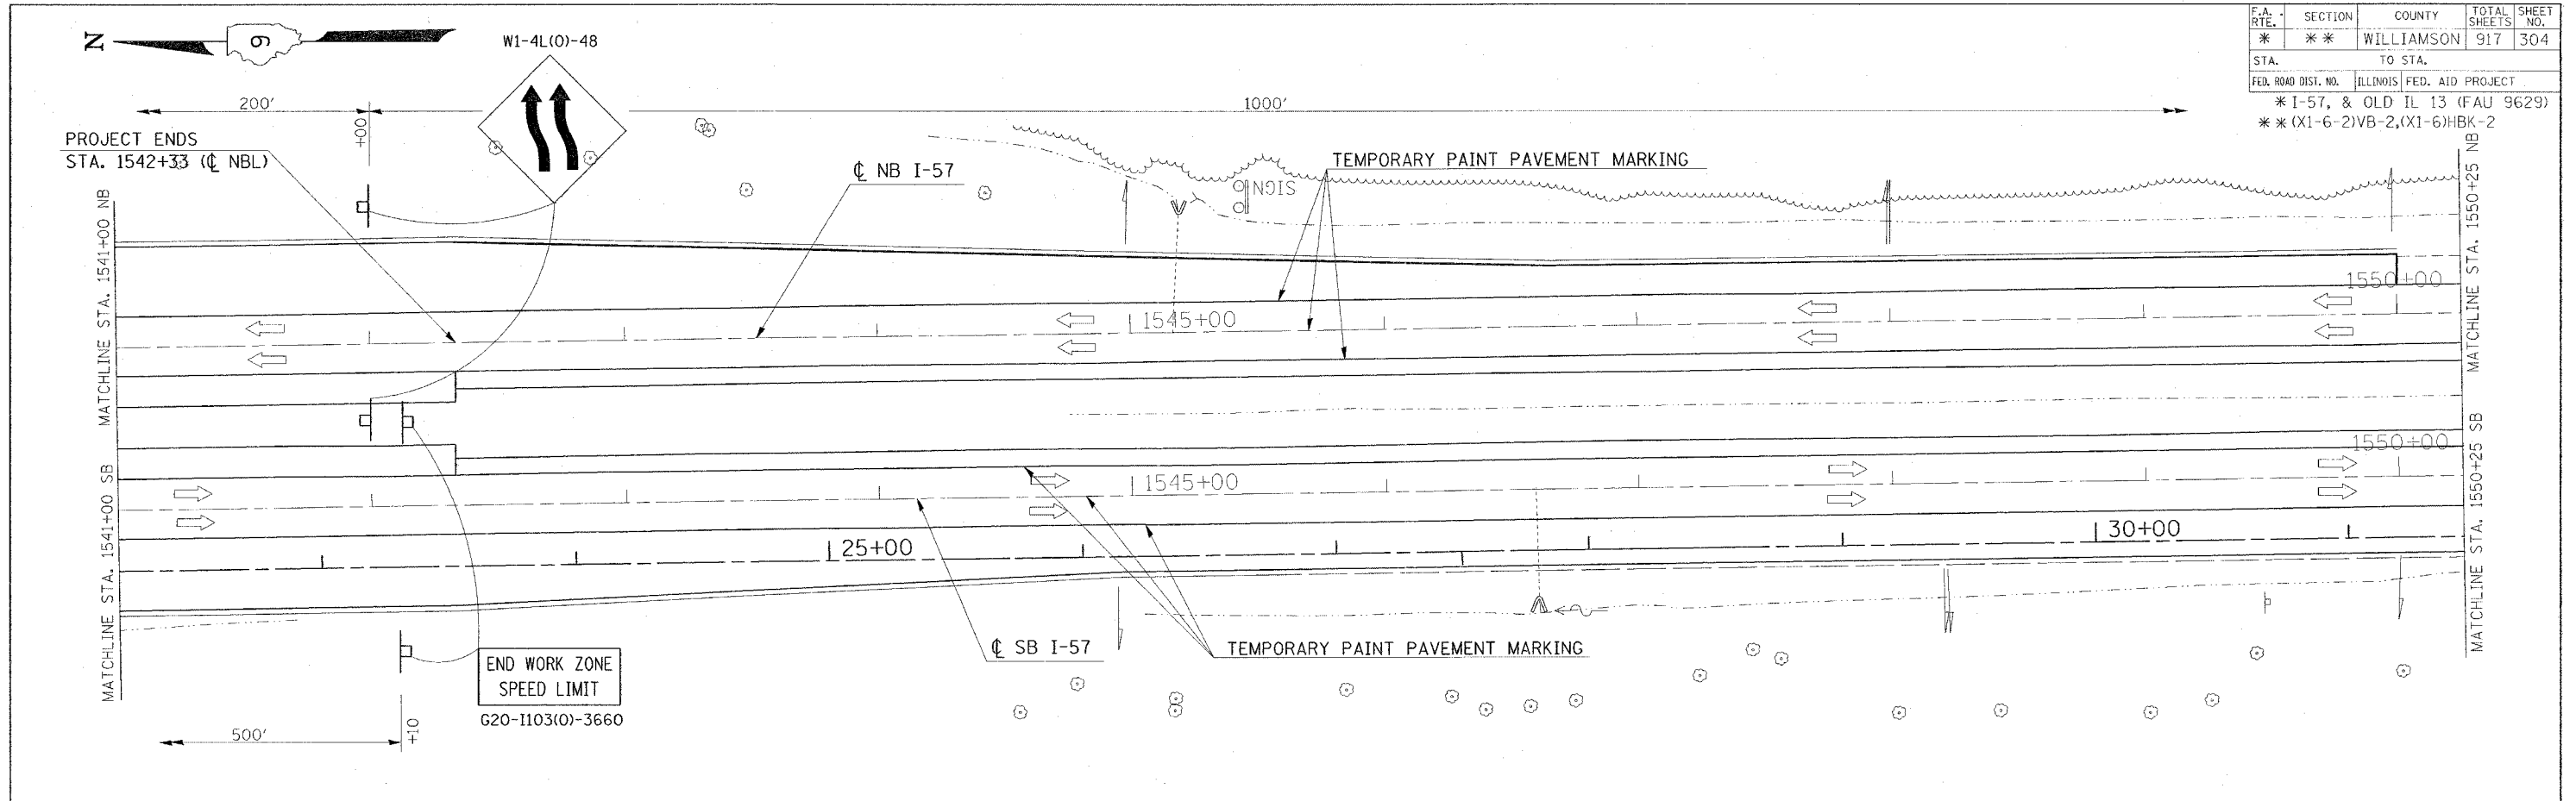 F.A. RTE. SECTION COUNTY TOTAL SHEETS SHEET NO.
* ** WILLIAMSON 917 304
STA. TO STA.
FED. ROAD DIST. NO. ILLINOIS FED. AID PROJECT
* I-57, & OLD IL 13 (FAU 9629)
** (X1-6-2)VB-2,(X1-6)HBK-2
N
6
W1-4L(O)-48
200'
+00
1000'
PROJECT ENDS
STA. 1542+33 (℄ NBL)
℄ NB I-57
TEMPORARY PAINT PAVEMENT MARKING
SIGN
MATCHLINE STA. 1541+00 NB
MATCHLINE STA. 1550+25 NB
1545+00
1550+00
MATCHLINE STA. 1541+00 SB
MATCHLINE STA. 1550+25 SB
1545+00
1550+00
25+00
30+00
℄ SB I-57
TEMPORARY PAINT PAVEMENT MARKING
END WORK ZONE
SPEED LIMIT
G20-I103(O)-3660
500'
+10